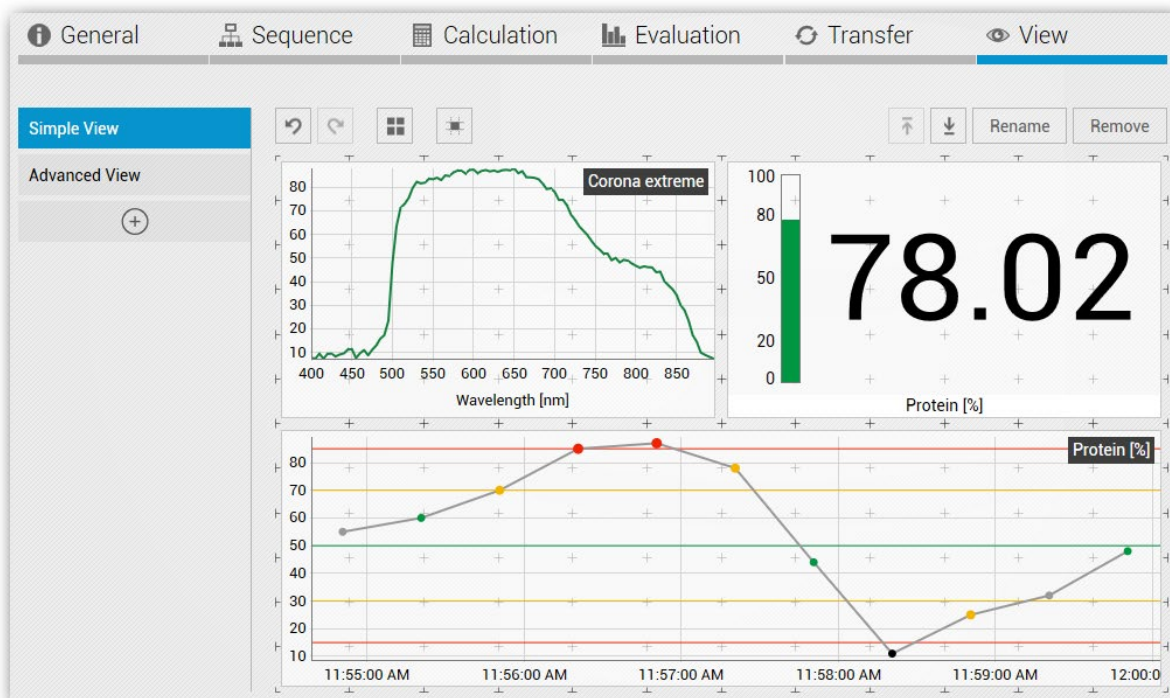 General Sequence Calculation Evaluation Transfer View
Simple View
Advanced View
Rename Remove
Corona extreme
80
70
60
50
40
30
20
10
400 450 500 550 600 650 700 750 800 850
Wavelength [nm]
100
80
50
20
0
78.02
Protein [%]
Protein [%]
80
70
60
50
40
30
20
10
11:55:00 AM 11:56:00 AM 11:57:00 AM 11:58:00 AM 11:59:00 AM 12:00:0